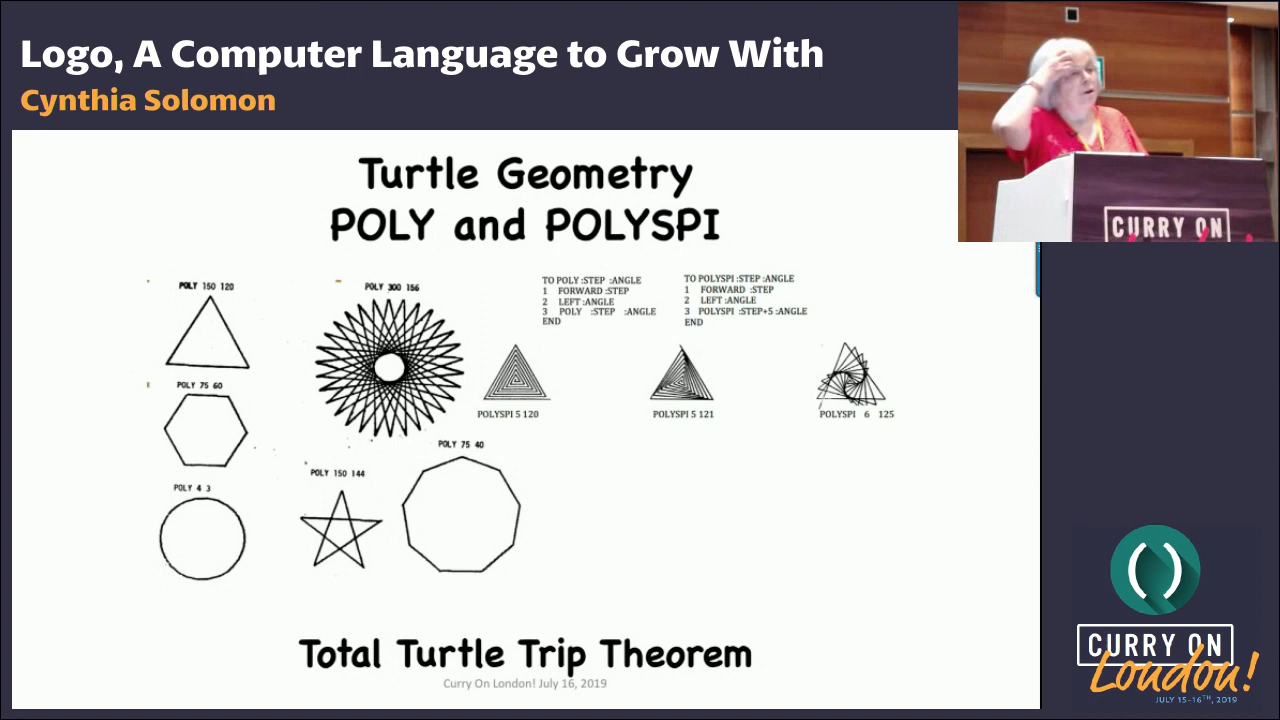 Logo, A Computer Language to Grow With
Cynthia Solomon
Turtle Geometry
POLY and POLYSPI
POLY 150 120
POLY 300 156
TO POLY :STEP :ANGLE
1 FORWARD :STEP
2 LEFT :ANGLE
3 POLY :STEP :ANGLE
END
TO POLYSPI :STEP :ANGLE
1 FORWARD :STEP
2 LEFT :ANGLE
3 POLYSPI :STEP+5 :ANGLE
END
POLY 75 60
POLYSPI 5 120
POLYSPI 5 121
POLYSPI 6 125
POLY 75 40
POLY 150 144
POLY 4 3
Total Turtle Trip Theorem
Curry On London! July 16, 2019
CURRY ON
()
CURRY ON
London!
JULY 15-16TH, 2019